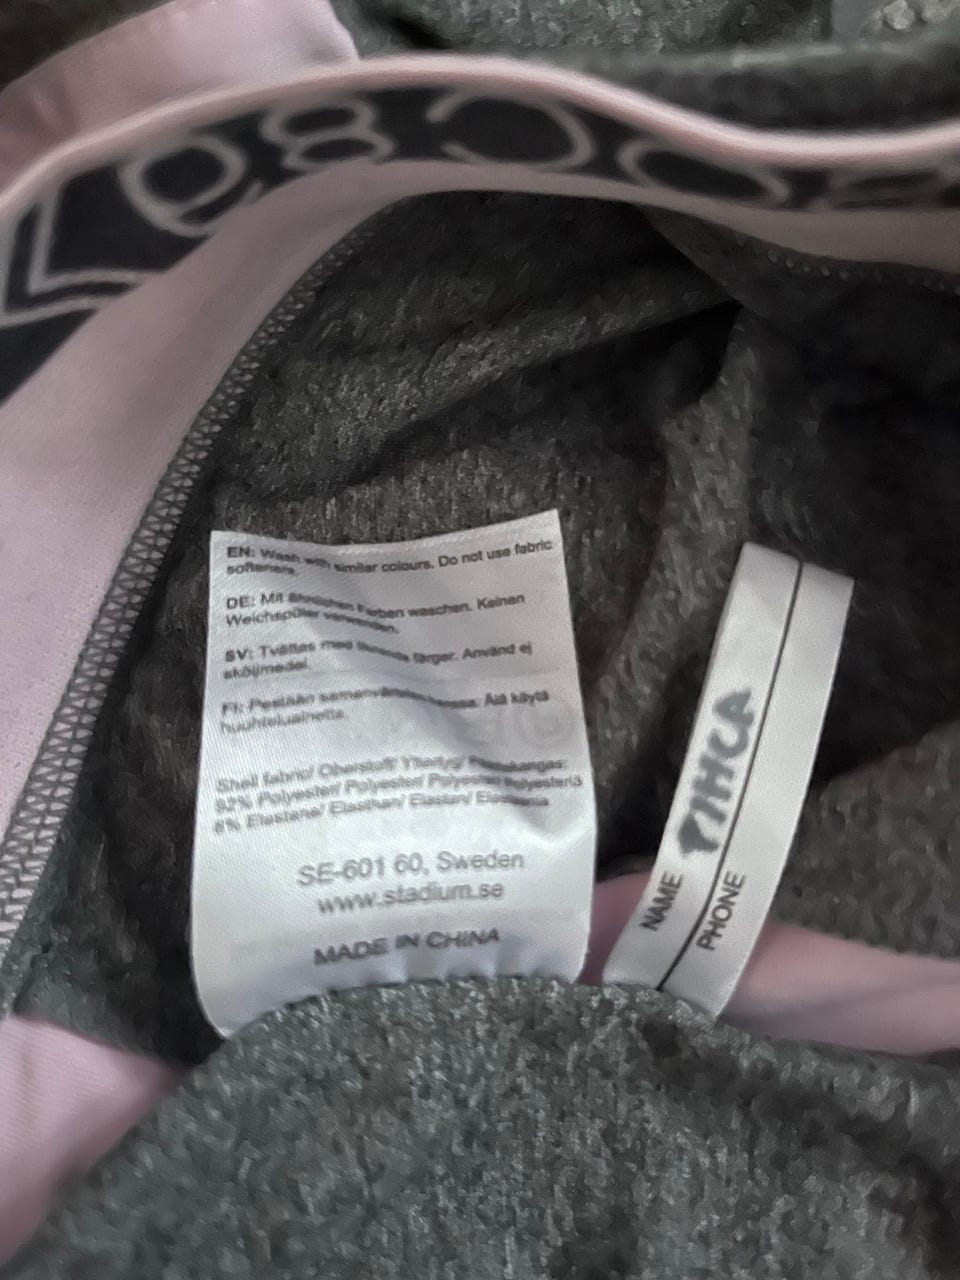 EN: Wash with similar colours. Do not use fabric
softeners.
DE: Mit ähnlichen Farben waschen. Keinen
Weichspüler verwenden.
SV: Tvättas med liknande färger. Använd ej
sköljmedel.
FI: Pestään samanväristen kanssa. Älä käytä
huuhteluainetta.
Shell fabric/ Oberstoff/ Yttertyg/ Päällikangas:
92% Polyester/ Polyester/ Polyester/ Polyesteriä
8% Elastane/ Elasthan/ Elastan/
SE-601 60, Sweden
www.stadium.se
MADE IN CHINA
NAME
PHONE